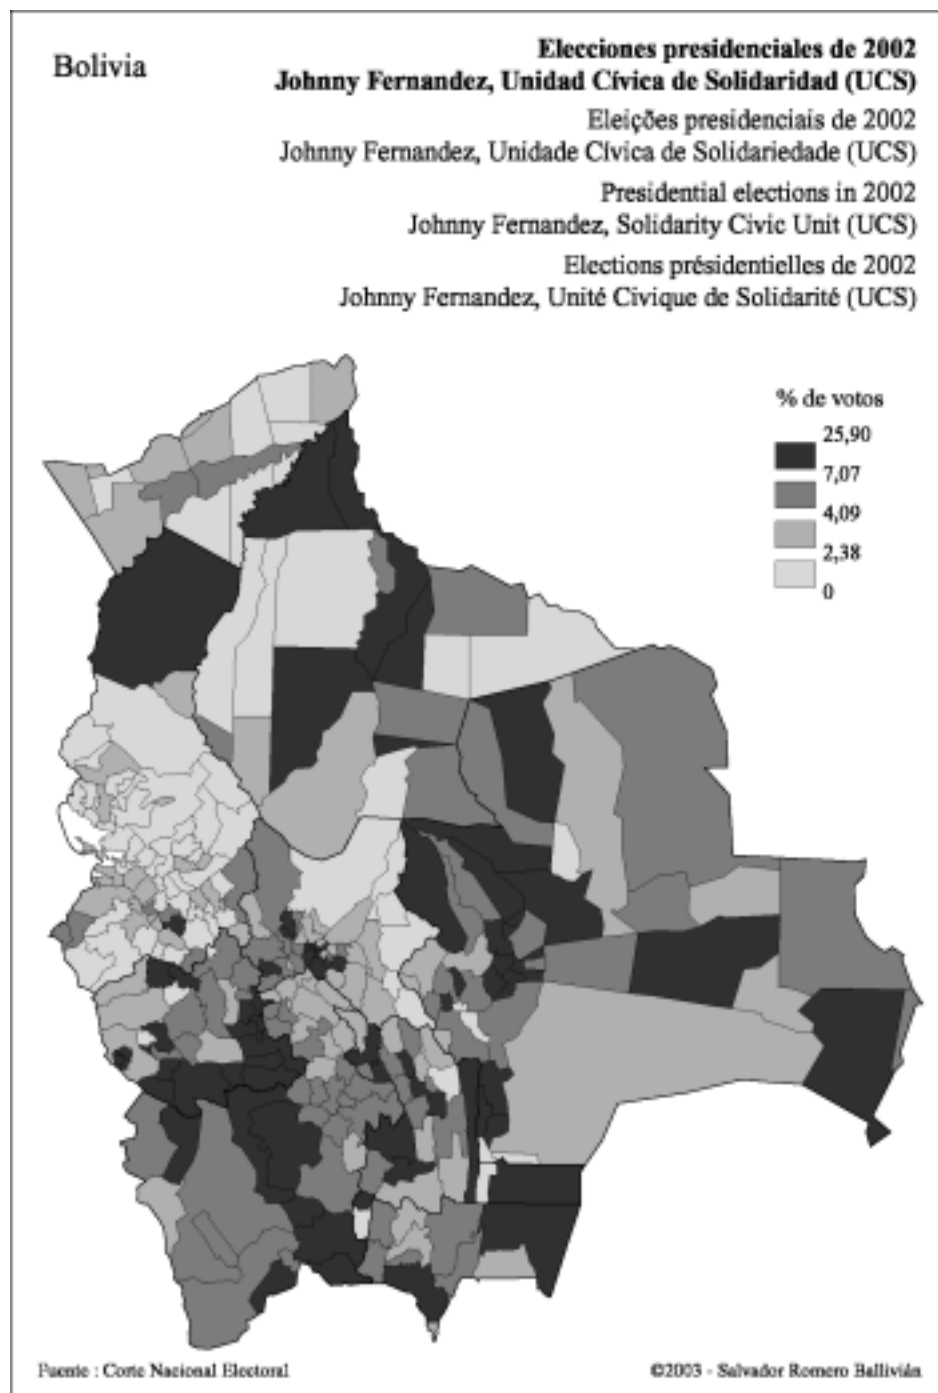 Bolivia
Elecciones presidenciales de 2002
Johnny Fernandez, Unidad Cívica de Solidaridad (UCS)
Eleições presidenciais de 2002
Johnny Fernandez, Unidade Cívica de Solidariedade (UCS)
Presidential elections in 2002
Johnny Fernandez, Solidarity Civic Unit (UCS)
Elections présidentielles de 2002
Johnny Fernandez, Unité Civique de Solidarité (UCS)
% de votos
25,90
7,07
4,09
2,38
0
Fuente : Corte Nacional Electoral
©2003 - Salvador Romero Ballivián